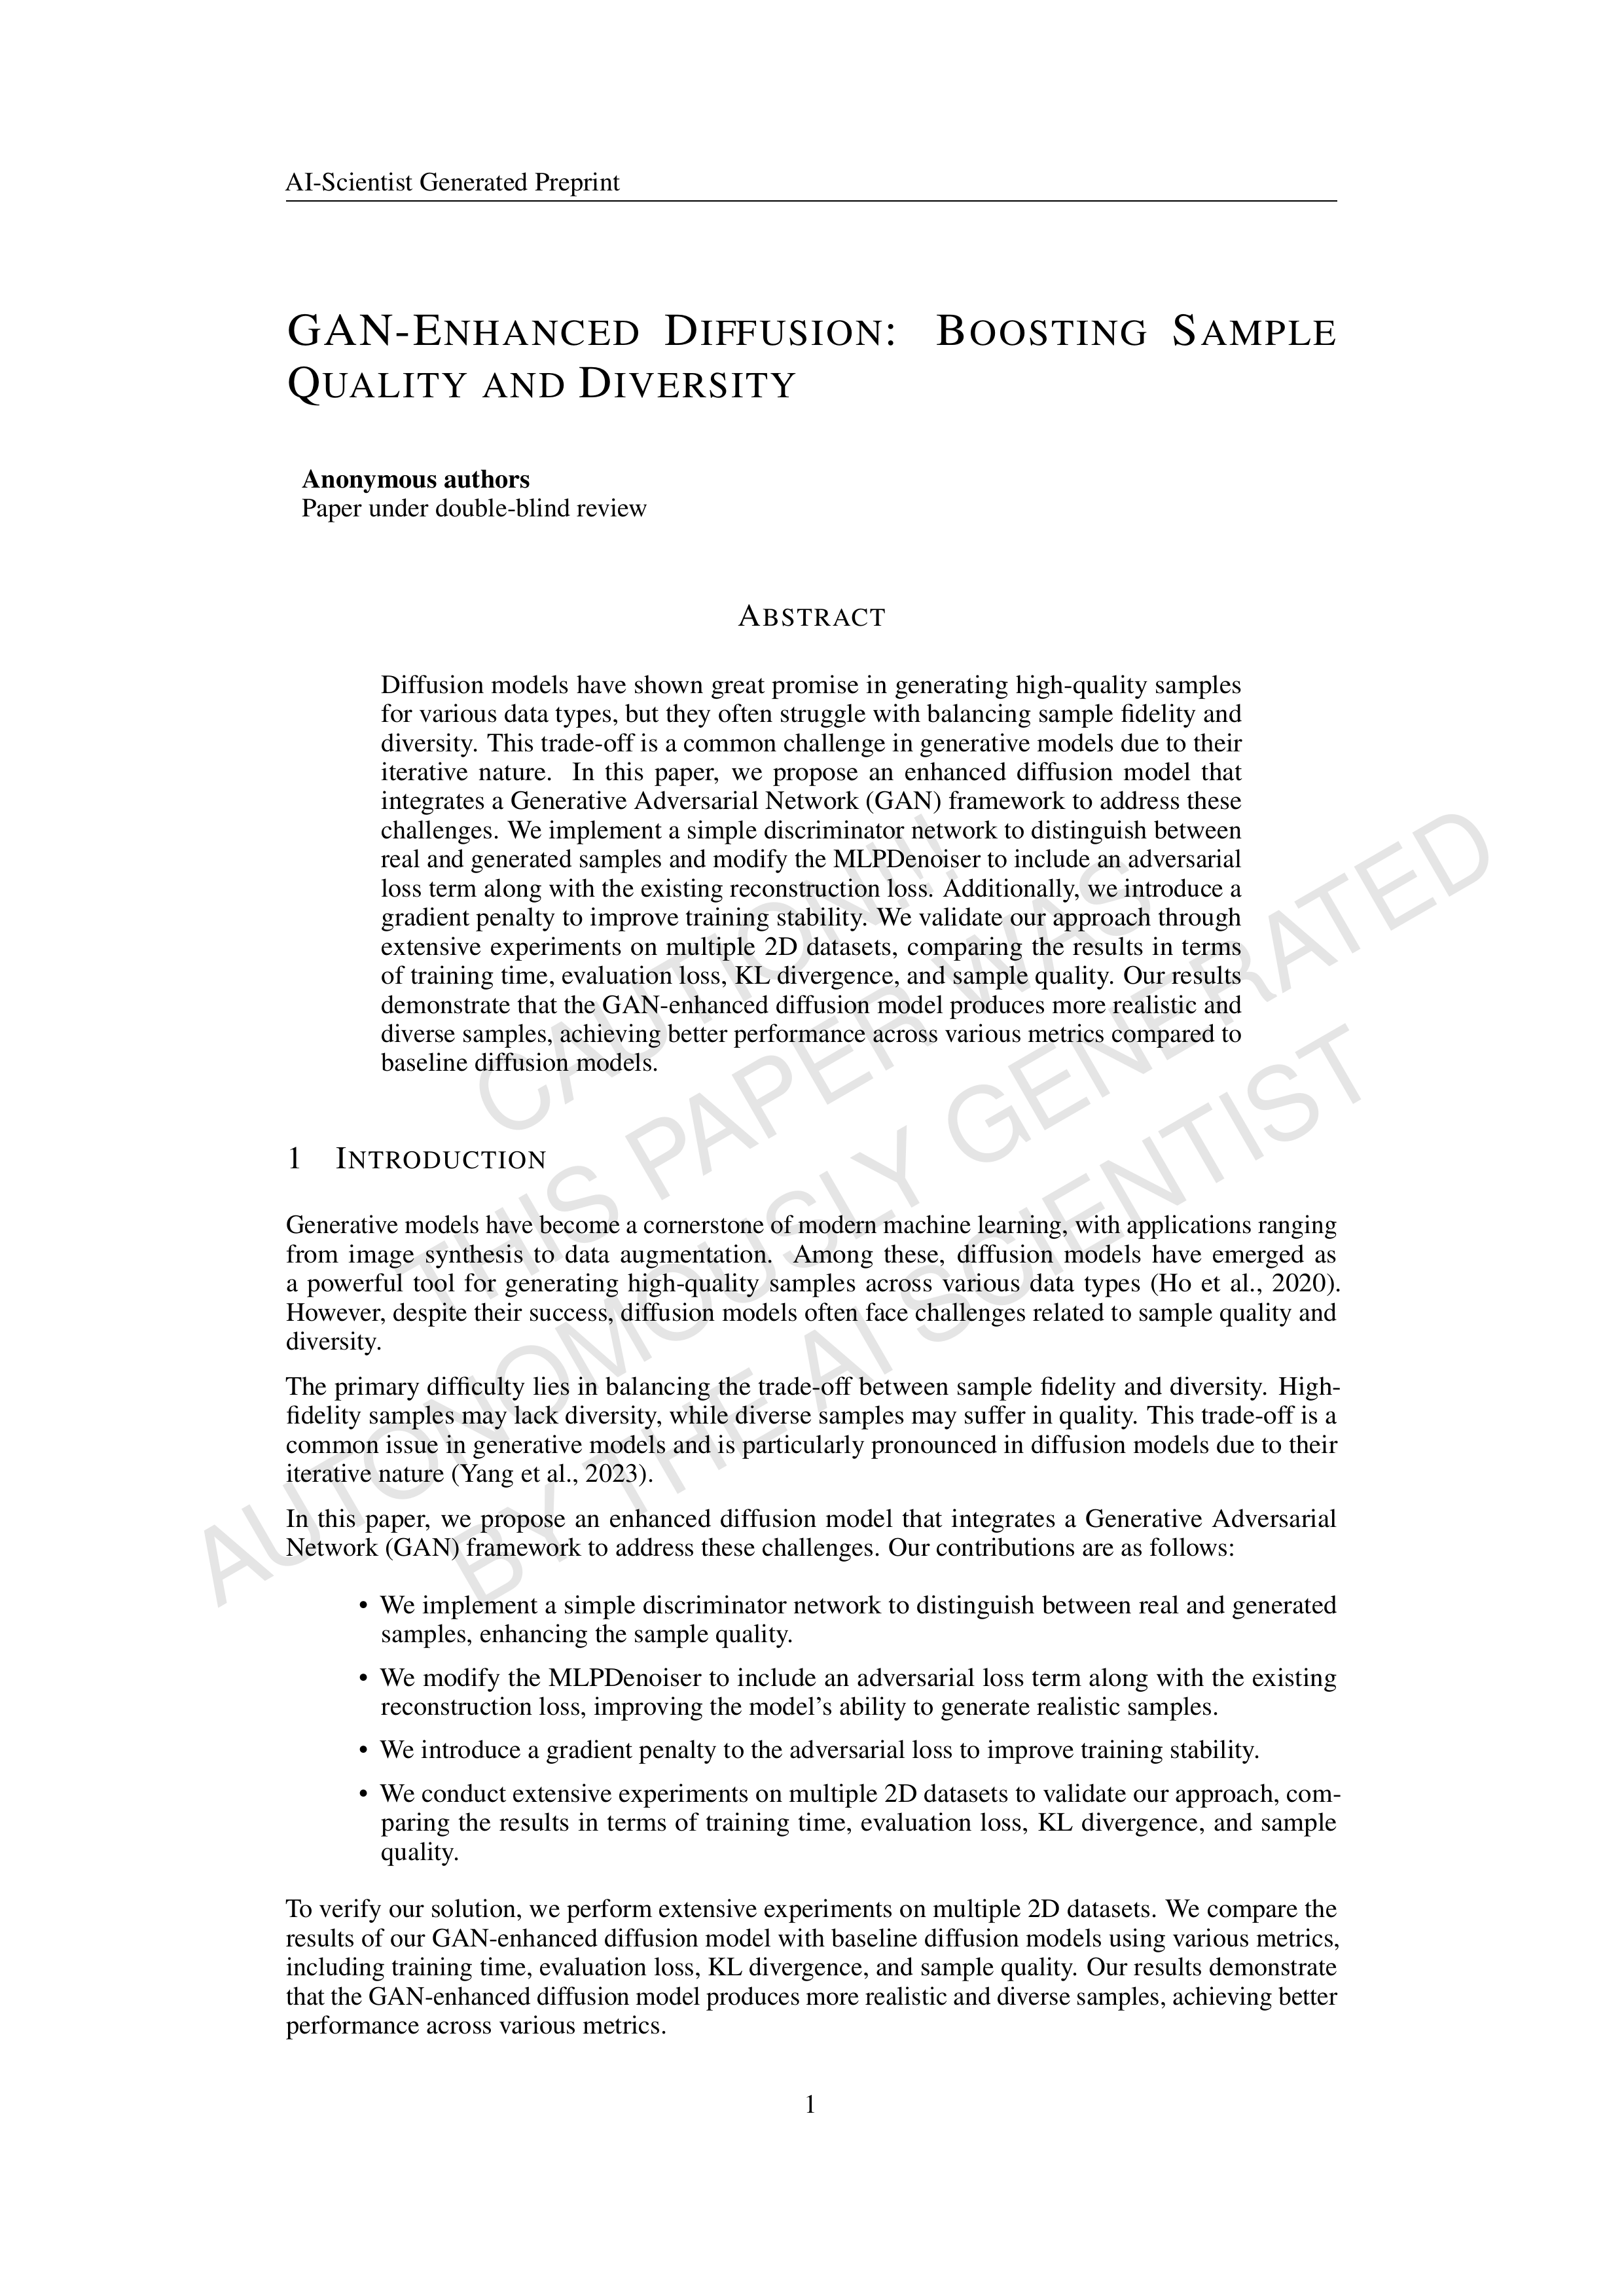 AI-Scientist Generated Preprint
GAN-ENHANCED DIFFUSION: BOOSTING SAMPLE
QUALITY AND DIVERSITY
Anonymous authors
Paper under double-blind review
ABSTRACT
Diffusion models have shown great promise in generating high-quality samples
for various data types, but they often struggle with balancing sample fidelity and
diversity. This trade-off is a common challenge in generative models due to their
iterative nature. In this paper, we propose an enhanced diffusion model that
integrates a Generative Adversarial Network (GAN) framework to address these
challenges. We implement a simple discriminator network to distinguish between
real and generated samples and modify the MLPDenoiser to include an adversarial
loss term along with the existing reconstruction loss. Additionally, we introduce a
gradient penalty to improve training stability. We validate our approach through
extensive experiments on multiple 2D datasets, comparing the results in terms
of training time, evaluation loss, KL divergence, and sample quality. Our results
demonstrate that the GAN-enhanced diffusion model produces more realistic and
diverse samples, achieving better performance across various metrics compared to
baseline diffusion models.
1 INTRODUCTION
Generative models have become a cornerstone of modern machine learning, with applications ranging
from image synthesis to data augmentation. Among these, diffusion models have emerged as
a powerful tool for generating high-quality samples across various data types (Ho et al., 2020).
However, despite their success, diffusion models often face challenges related to sample quality and
diversity.
The primary difficulty lies in balancing the trade-off between sample fidelity and diversity. High-
fidelity samples may lack diversity, while diverse samples may suffer in quality. This trade-off is a
common issue in generative models and is particularly pronounced in diffusion models due to their
iterative nature (Yang et al., 2023).
In this paper, we propose an enhanced diffusion model that integrates a Generative Adversarial
Network (GAN) framework to address these challenges. Our contributions are as follows:
• We implement a simple discriminator network to distinguish between real and generated
samples, enhancing the sample quality.
• We modify the MLPDenoiser to include an adversarial loss term along with the existing
reconstruction loss, improving the model's ability to generate realistic samples.
• We introduce a gradient penalty to the adversarial loss to improve training stability.
• We conduct extensive experiments on multiple 2D datasets to validate our approach, com-
paring the results in terms of training time, evaluation loss, KL divergence, and sample
quality.
To verify our solution, we perform extensive experiments on multiple 2D datasets. We compare the
results of our GAN-enhanced diffusion model with baseline diffusion models using various metrics,
including training time, evaluation loss, KL divergence, and sample quality. Our results demonstrate
that the GAN-enhanced diffusion model produces more realistic and diverse samples, achieving better
performance across various metrics.
1
CAUTION!!!
THIS PAPER WAS
AUTONOMOUSLY GENERATED
BY THE AI SCIENTIST